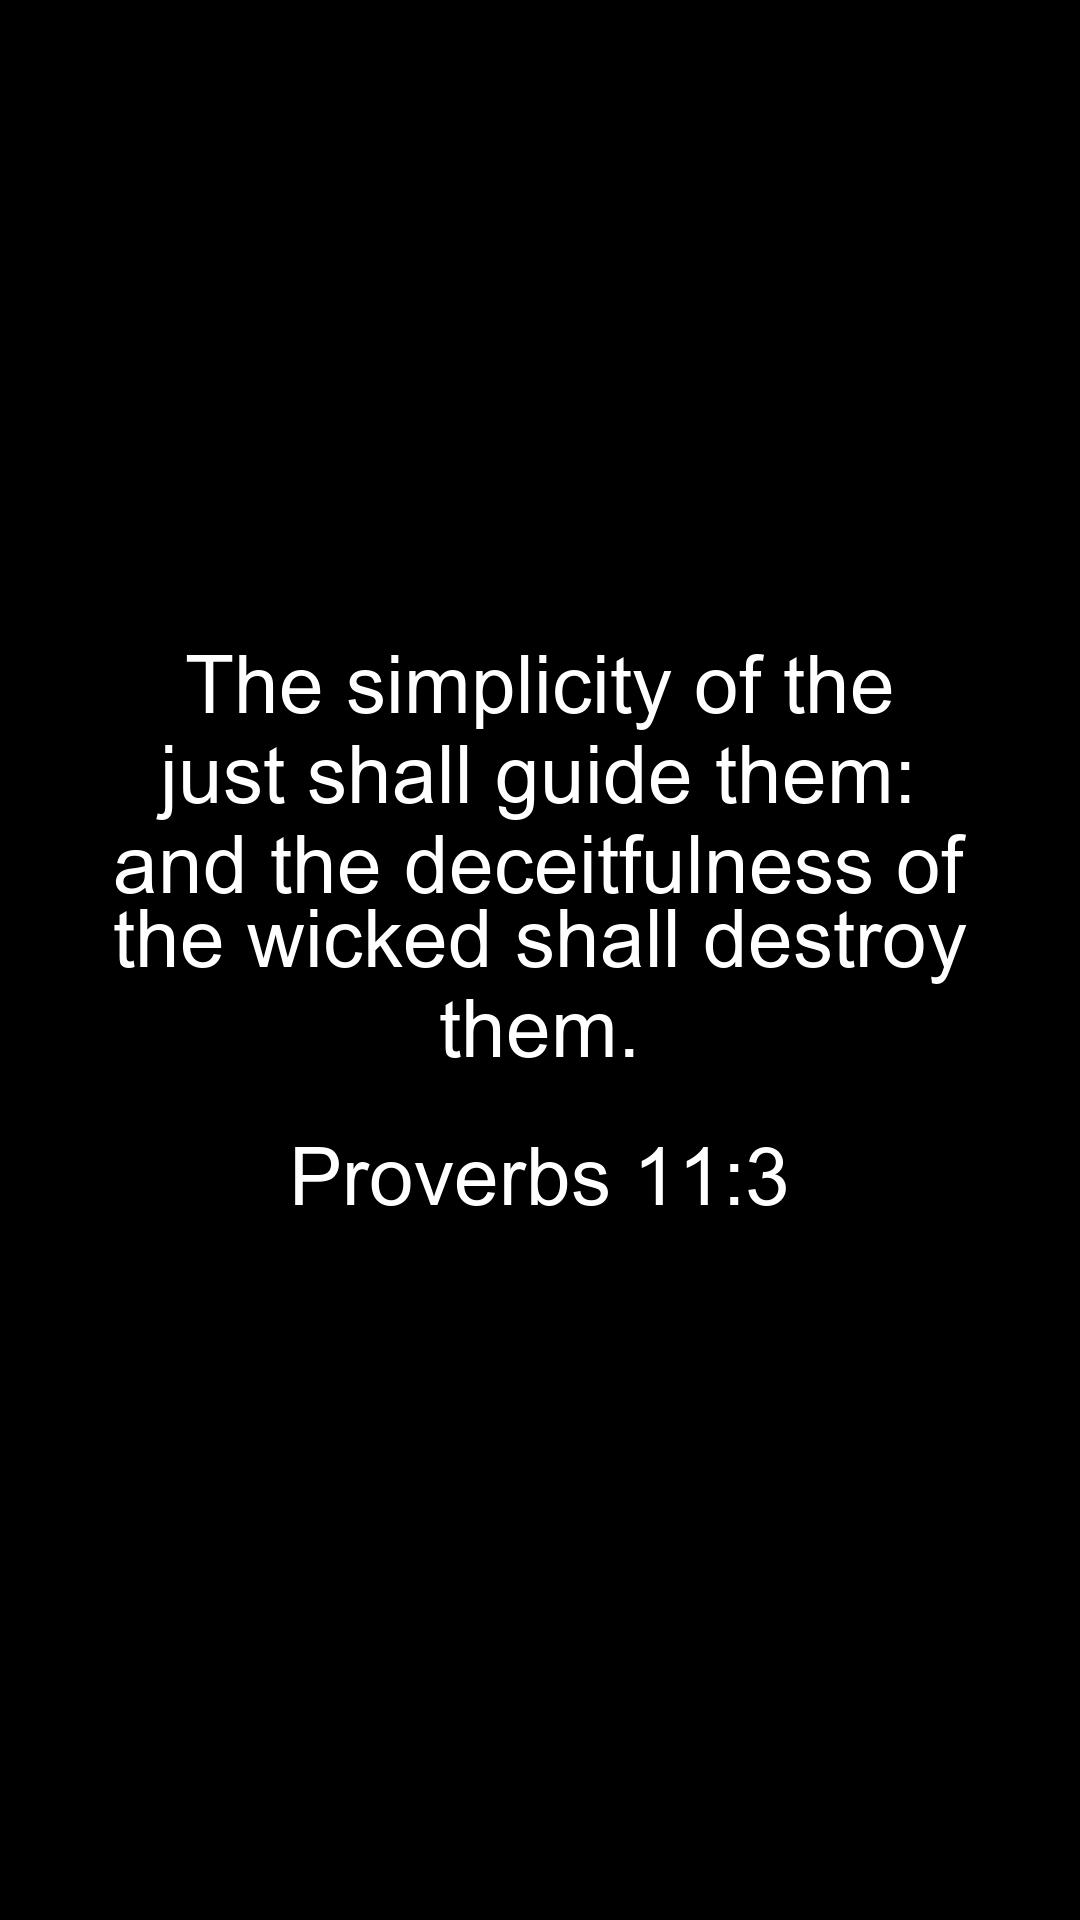 The simplicity of the
just shall guide them:
and the deceitfulness of
the wicked shall destroy
them.
Proverbs 11:3